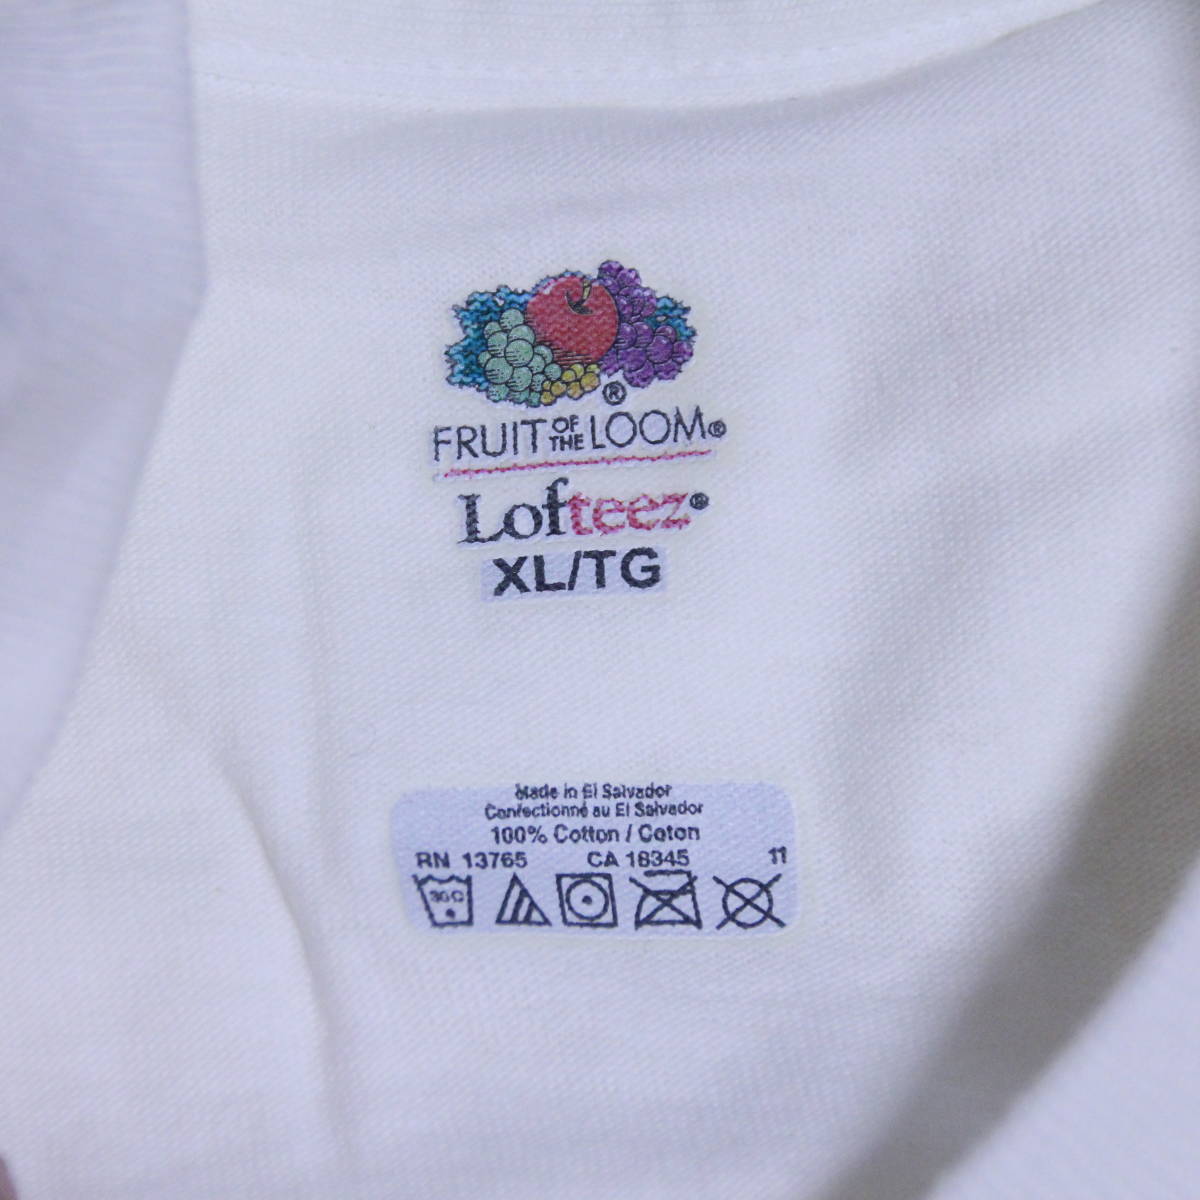 ®
FRUIT OF THE LOOM®
Lofteez®
XL/TG
Made in El Salvador
Confectionné au El Salvador
100% Cotton / Coton
RN 13765 CA 18345 11
30C